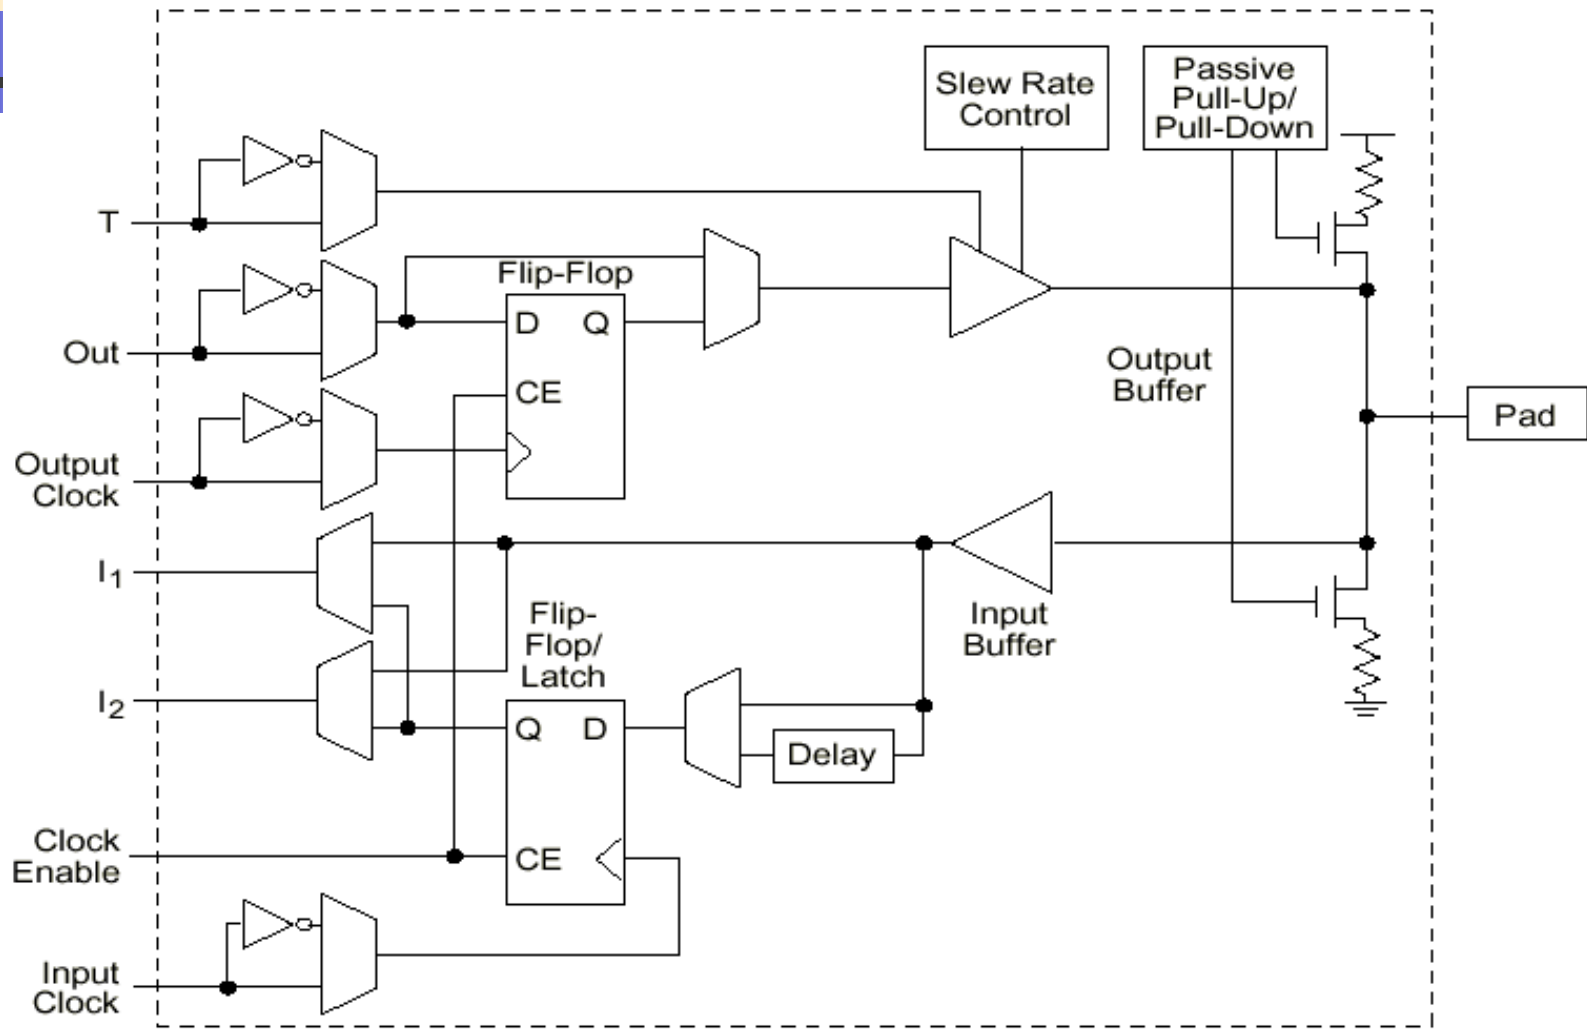 Slew Rate
Control
Passive
Pull-Up/
Pull-Down
T
Flip-Flop
D
Q
Out
CE
Output
Buffer
Pad
Output
Clock
I1
Flip-
Flop/
Latch
Input
Buffer
I2
Q
D
Delay
Clock
Enable
CE
Input
Clock